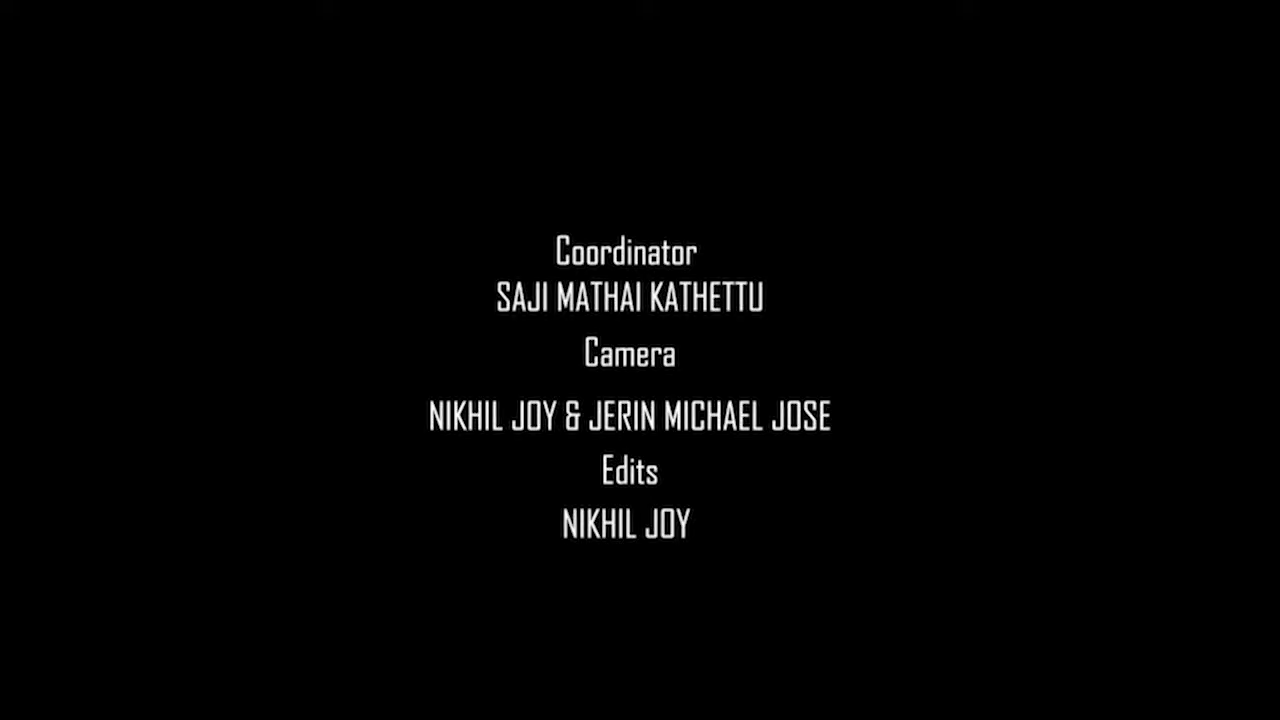 Coordinator
SAJI MATHAI KATHETTU
Camera
NIKHIL JOY & JERIN MICHAEL JOSE
Edits
NIKHIL JOY